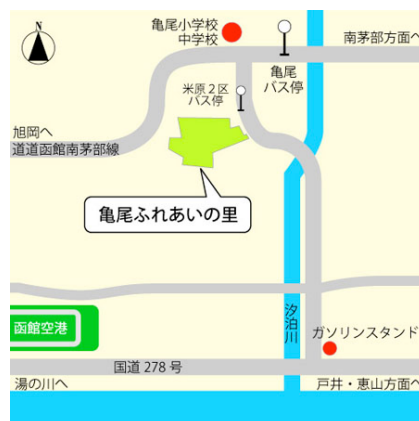 N
亀尾小学校
中学校
南茅部方面へ
亀尾
バス停
米原２区
バス停
旭岡へ
道道函館南茅部線
亀尾ふれあいの里
汐泊川
函館空港
ガソリンスタンド
国道 278 号
湯の川へ
戸井・恵山方面へ